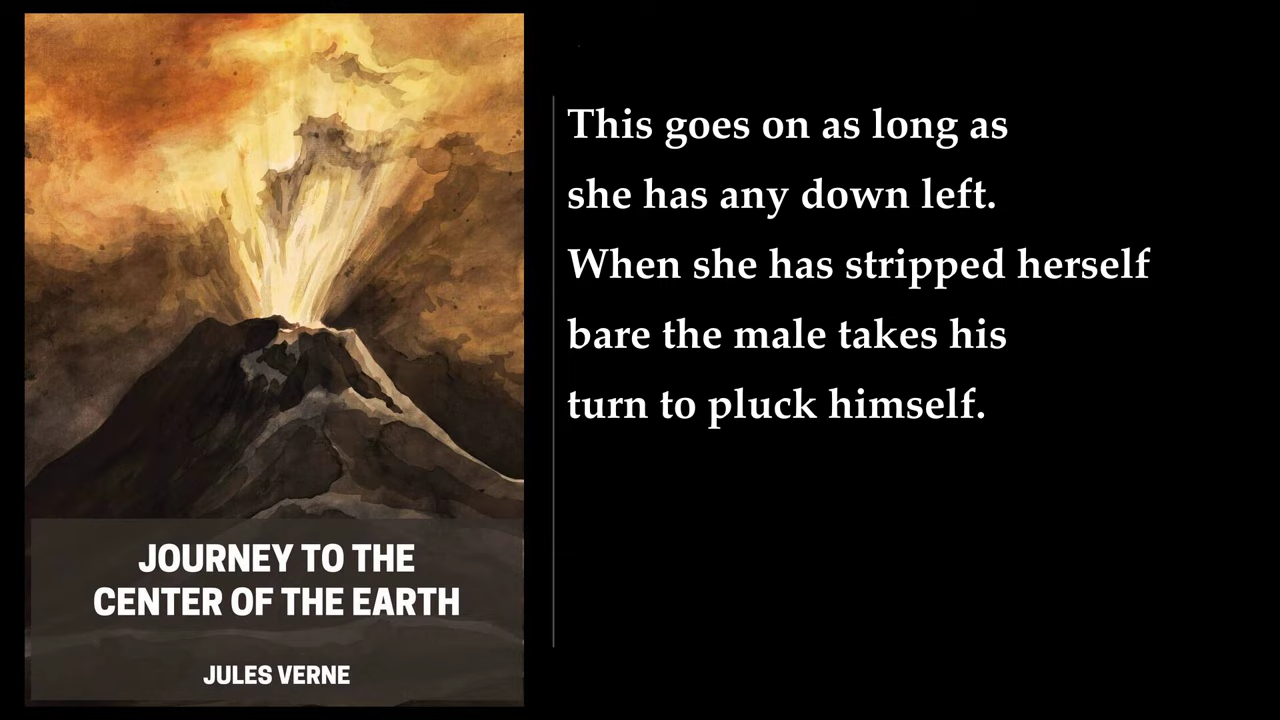 This goes on as long as
she has any down left.
When she has stripped herself
bare the male takes his
turn to pluck himself.
JOURNEY TO THE
CENTER OF THE EARTH
JULES VERNE